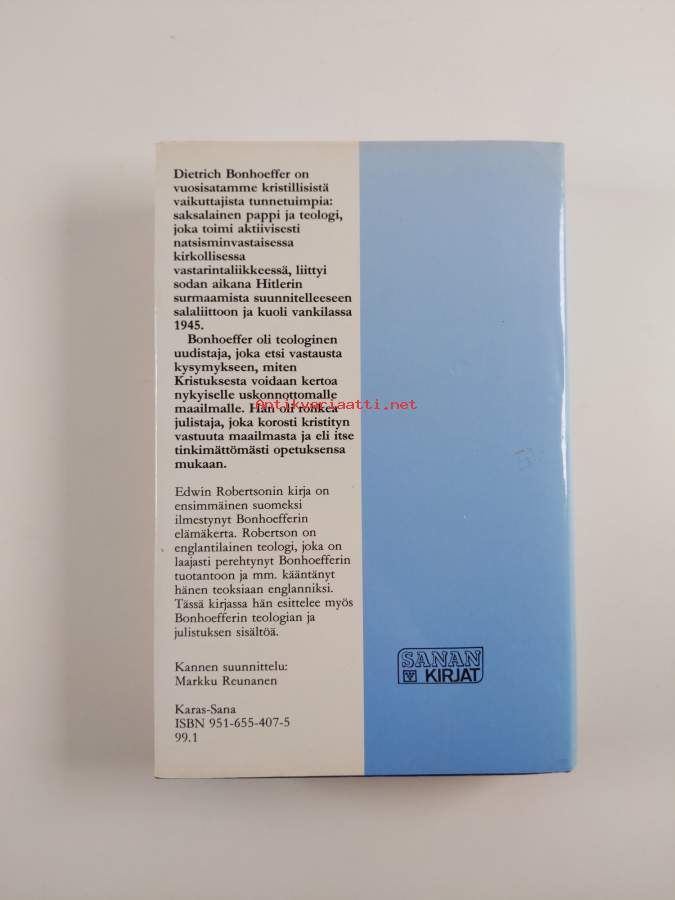 Dietrich Bonhoeffer on
vuosisatamme kristillisistä
vaikuttajista tunnetuimpia:
saksalainen pappi ja teologi,
joka toimi aktiivisesti
natsisminvastaisessa
kirkollisessa
vastarintaliikkeessä, liittyi
sodan aikana Hitlerin
surmaamista suunnitelleeseen
salaliittoon ja kuoli vankilassa
1945.
Bonhoeffer oli teologinen
uudistaja, joka etsi vastausta
kysymykseen, miten
Kristuksesta voidaan kertoa
nykyiselle uskonnottomalle
maailmalle. Hän oli rohkea
Antikvariaatti.net
julistaja, joka korosti kristityn
vastuuta maailmasta ja eli itse
tinkimättömästi opetuksensa
mukaan.
Edwin Robertsonin kirja on
ensimmäinen suomeksi
ilmestynyt Bonhoefferin
elämäkerta. Robertson on
englantilainen teologi, joka on
laajasti perehtynyt Bonhoefferin
tuotantoon ja mm. kääntänyt
hänen teoksiaan englanniksi.
Tässä kirjassa hän esittelee myös
Bonhoefferin teologian ja
julistuksen sisältöä.
Kannen suunnittelu:
Markku Reunanen
Karas-Sana
ISBN 951-655-407-5
99.1
SANAN
KIRJAT